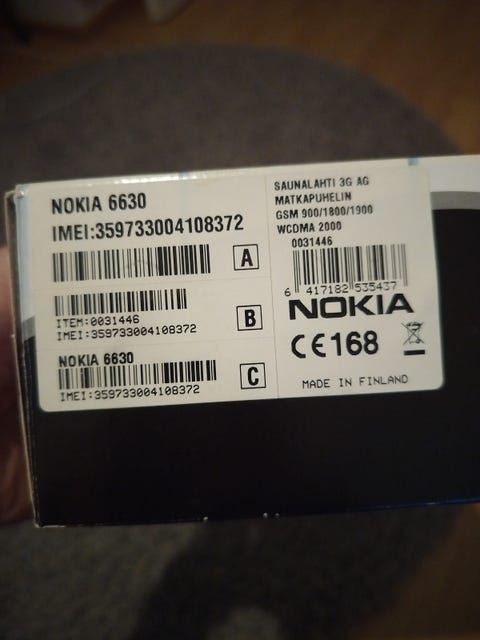 NOKIA 6630
IMEI:359733004108372
A
ITEM:0031446
IMEI:359733004108372
B
NOKIA 6630
IMEI:359733004108372
C
SAUNALAHTI 3G AG
MATKAPUHELIN
GSM 900/1800/1900
WCDMA 2000
0031446
6 417182 535437
NOKIA
CE168
MADE IN FINLAND